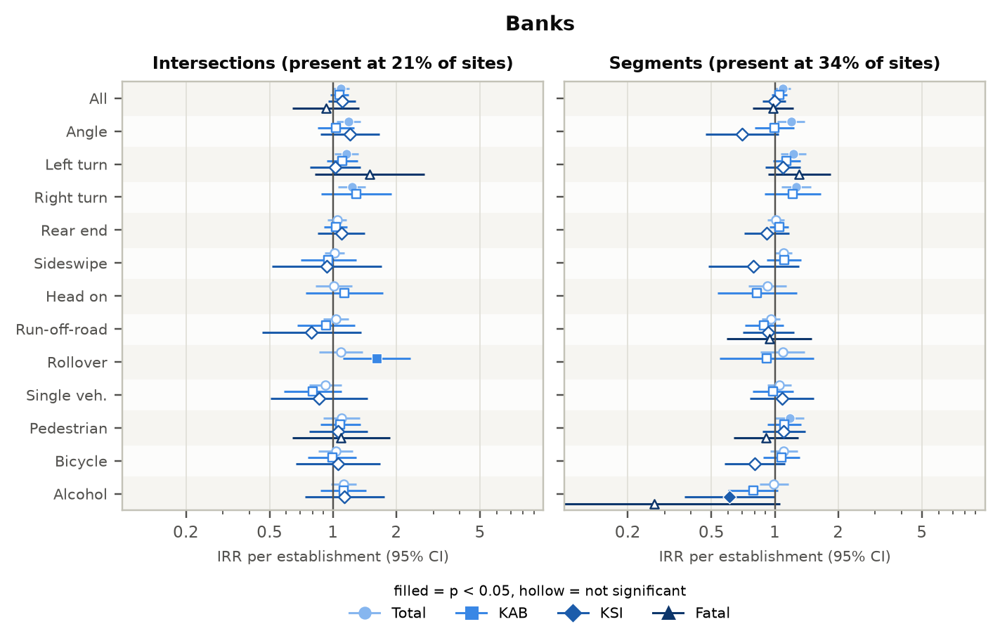 Banks
Intersections (present at 21% of sites)
Segments (present at 34% of sites)
All
Angle
Left turn
Right turn
Rear end
Sideswipe
Head on
Run-off-road
Rollover
Single veh.
Pedestrian
Bicycle
Alcohol
0.2 0.5 1 2 5
0.2 0.5 1 2 5
IRR per establishment (95% CI)
IRR per establishment (95% CI)
filled = p < 0.05, hollow = not significant
Total KAB KSI Fatal